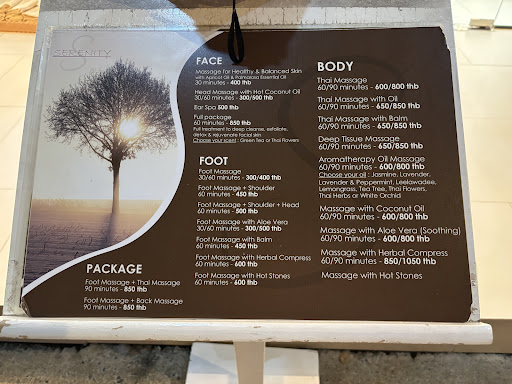 SERENITY
FACE
Massage for Healthy & Balanced Skin
with Apricot Oil & Palmarosa Essential Oil
30 minutes - 400 thb
Head Massage with Hot Coconut Oil
30/60 minutes - 300/500 thb
Ear Spa 500 thb
Full package
60 minutes - 850 thb
Full treatment to deep cleanse, exfoliate,
detox & rejuvenate facial skin
Choose your scent : Green Tea or Thai Flowers
FOOT
Foot Massage
30/60 minutes - 300/400 thb
Foot Massage + Shoulder
60 minutes - 450 thb
Foot Massage + Shoulder + Head
60 minutes - 500 thb
Foot Massage with Aloe Vera
30/60 minutes - 300/500 thb
Foot Massage with Balm
60 minutes - 450 thb
Foot Massage with Herbal Compress
60 minutes - 600 thb
Foot Massage with Hot Stones
60 minutes - 600 thb
PACKAGE
Foot Massage + Thai Massage
90 minutes - 850 thb
Foot Massage + Back Massage
90 minutes - 850 thb
BODY
Thai Massage
60/90 minutes - 600/800 thb
Thai Massage with Oil
60/90 minutes - 650/850 thb
Thai Massage with Balm
60/90 minutes - 650/850 thb
Deep Tissue Massage
60/90 minutes - 650/850 thb
Aromatherapy Oil Massage
60/90 minutes - 600/800 thb
Choose your oil : Jasmine, Lavender,
Lavender & Peppermint, Leelawadee,
Lemongrass, Tea Tree, Thai Flowers,
Thai Herbs or White Orchid
Massage with Coconut Oil
60/90 minutes - 600/800 thb
Massage with Aloe Vera (Soothing)
60/90 minutes - 600/800 thb
Massage with Herbal Compress
60/90 minutes - 850/1050 thb
Massage with Hot Stones